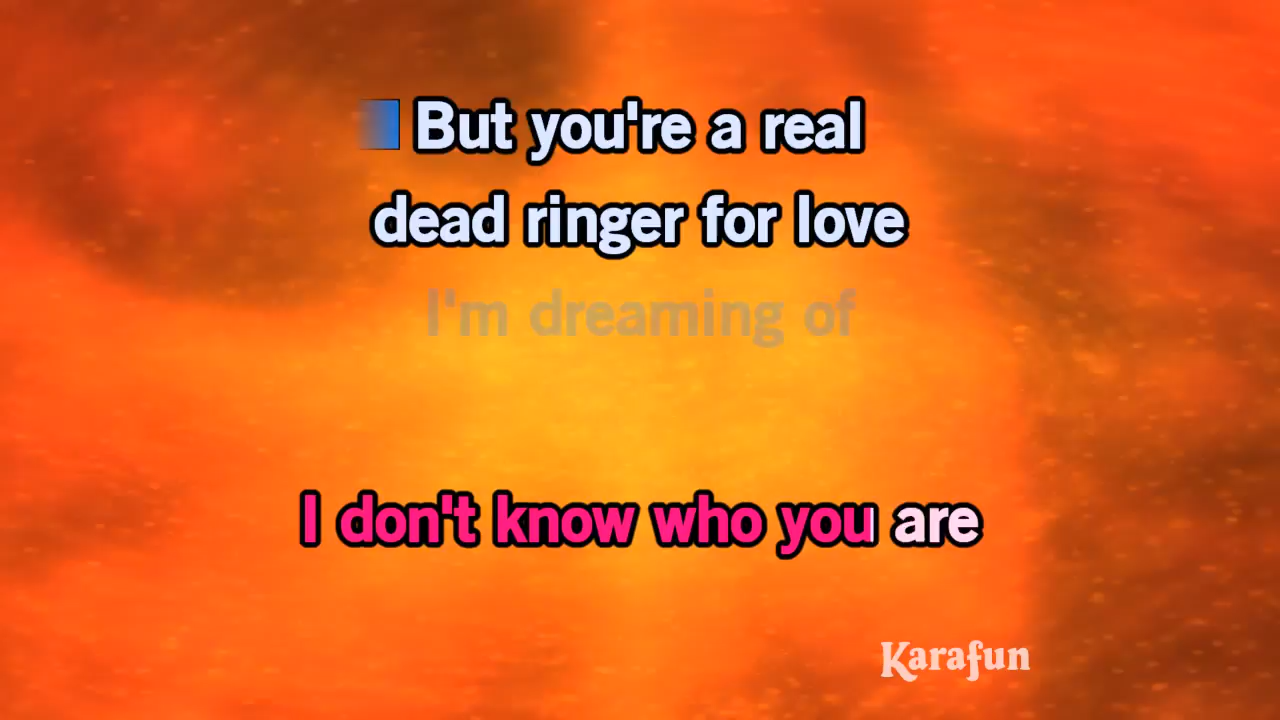 But you're a real
dead ringer for love
I'm dreaming of
I don't know who you are
Karafun